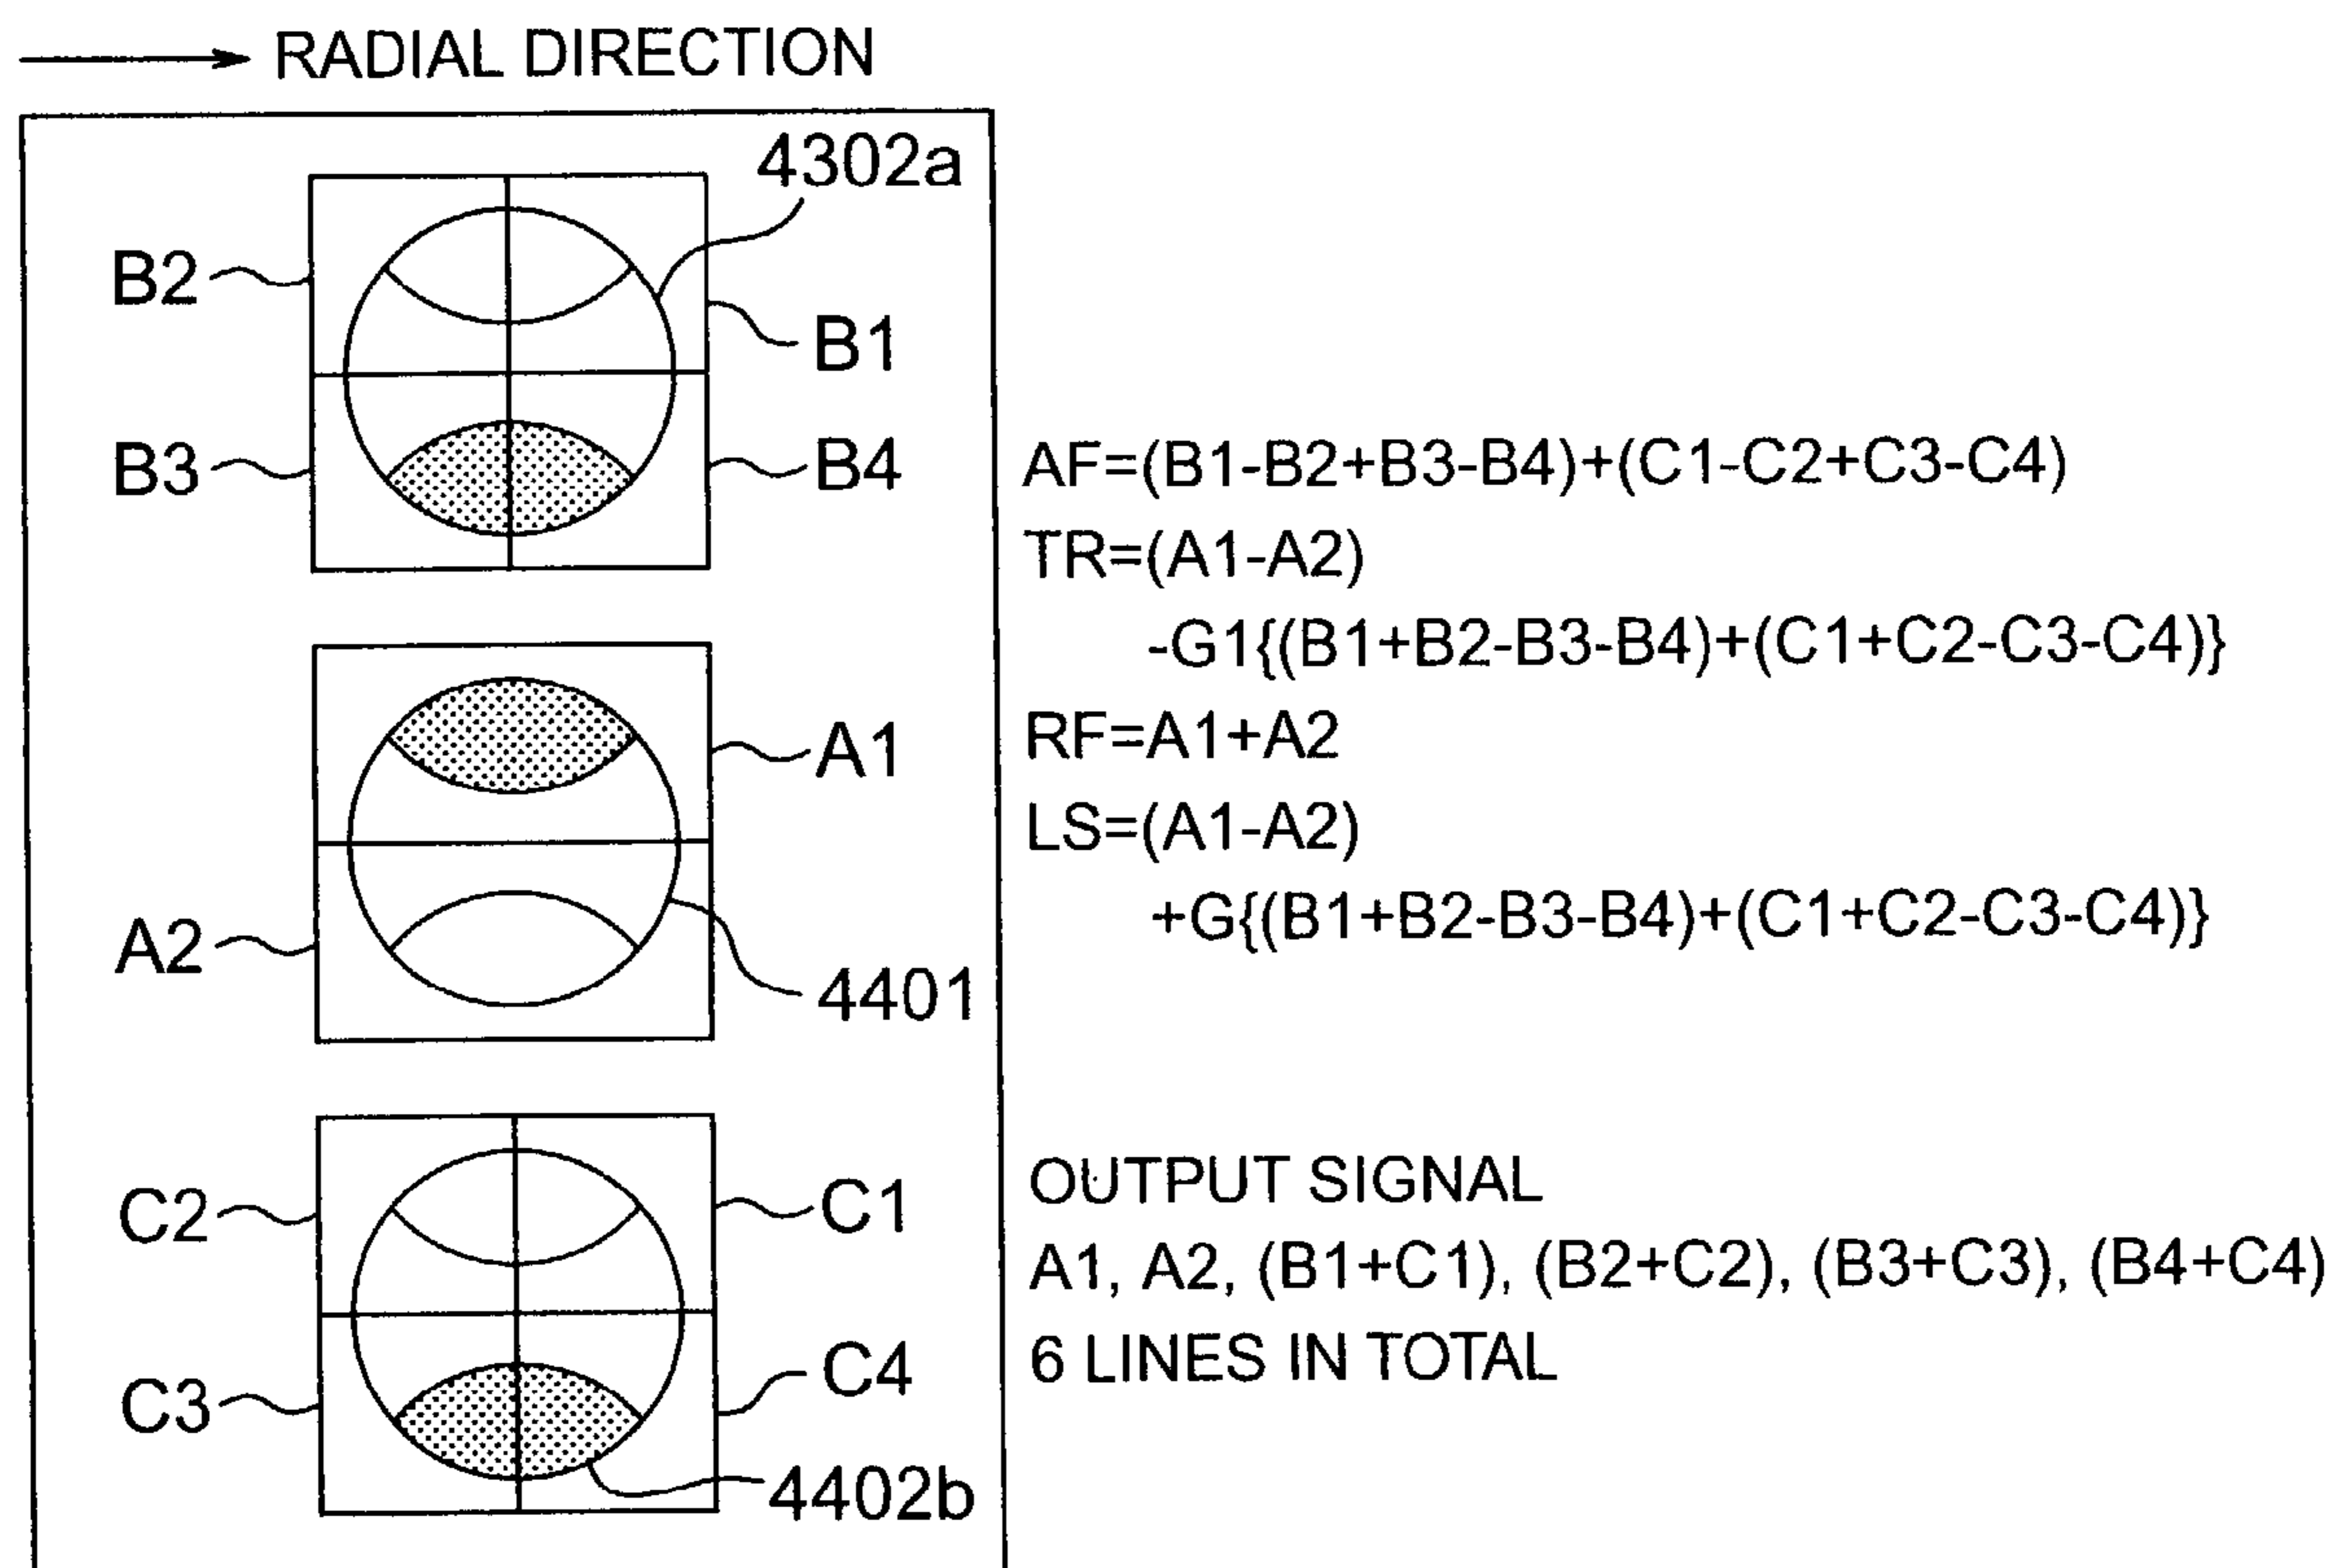 RADIAL DIRECTION
4302a
B2
B1
B3
B4
A1
A2
4401
C2
C1
C4
C3
4402b
AF=(B1-B2+B3-B4)+(C1-C2+C3-C4)
TR=(A1-A2)
-G1{(B1+B2-B3-B4)+(C1+C2-C3-C4)}
RF=A1+A2
LS=(A1-A2)
+G{(B1+B2-B3-B4)+(C1+C2-C3-C4)}
OUTPUT SIGNAL
A1, A2, (B1+C1), (B2+C2), (B3+C3), (B4+C4)
6 LINES IN TOTAL